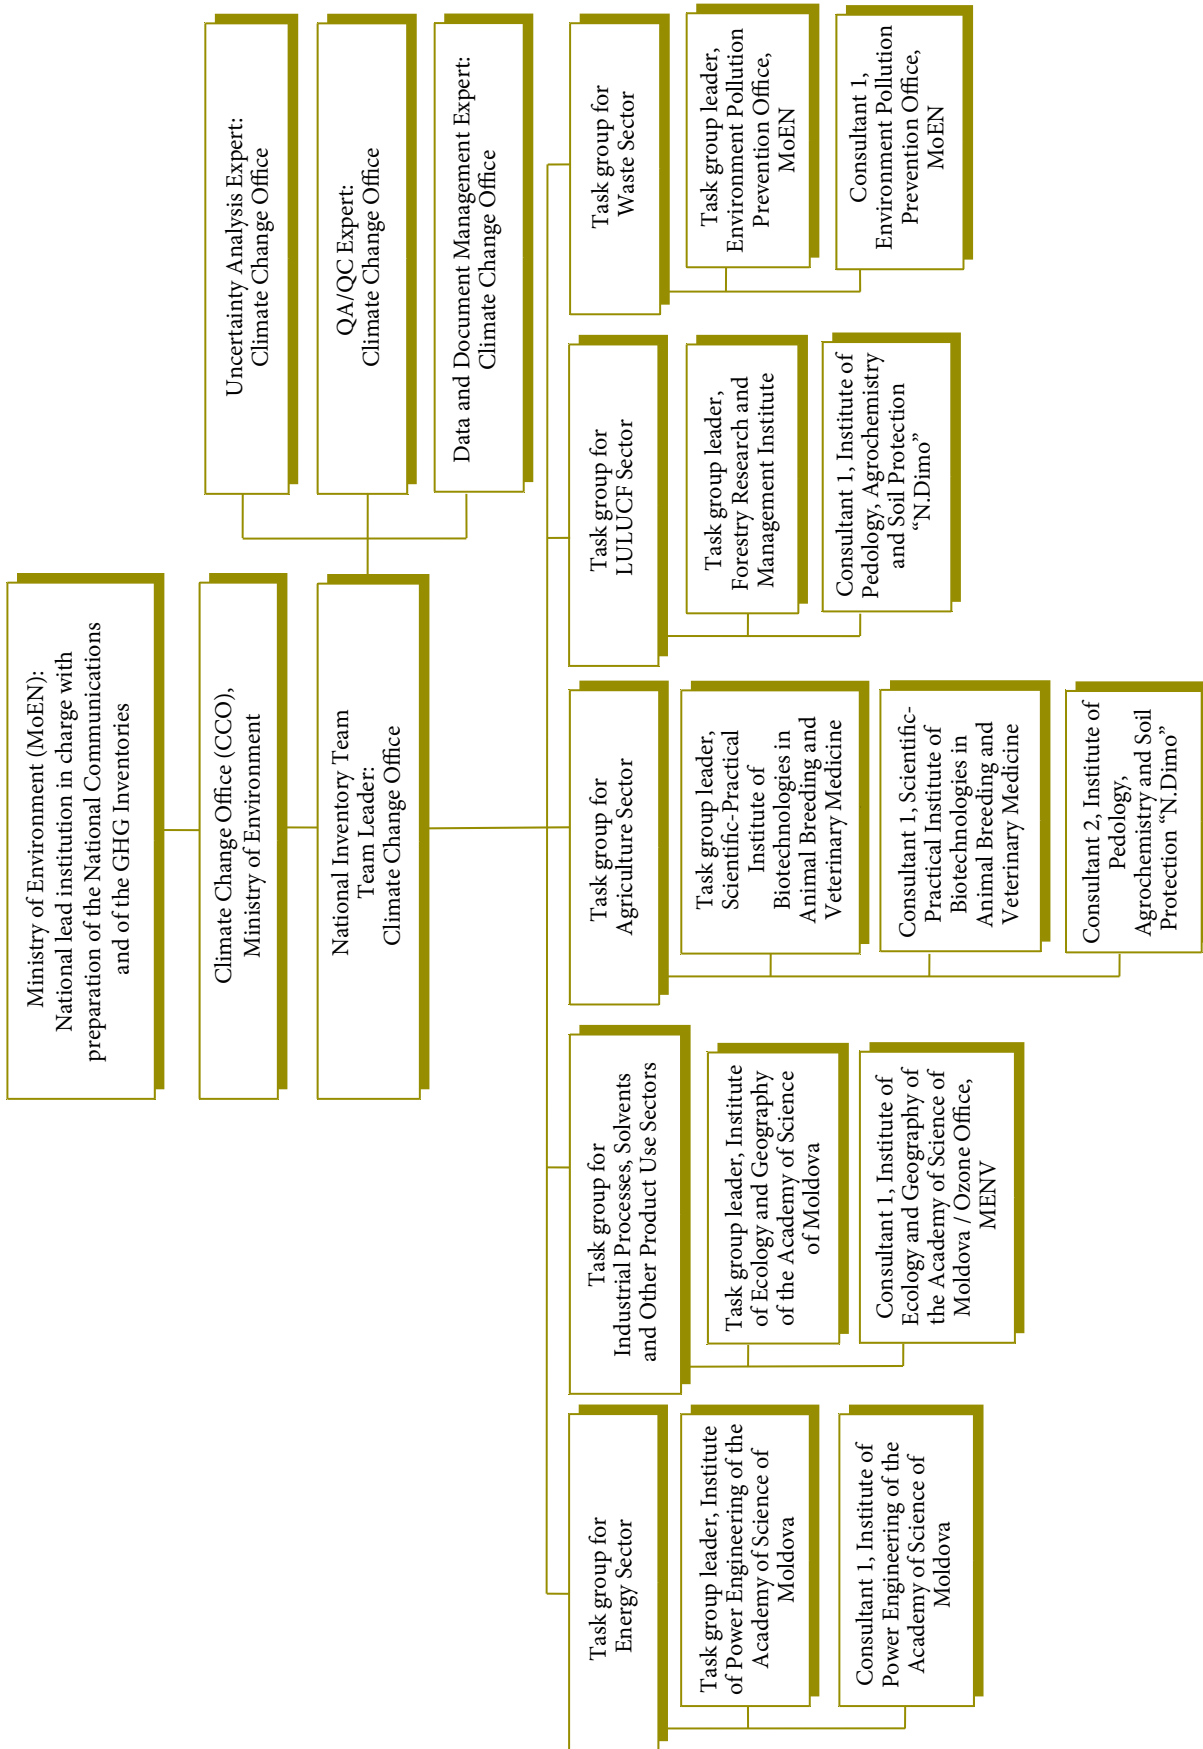 Ministry of Environment (MoEN):
National lead institution in charge with
preparation of the National Communications
and of the GHG Inventories
Climate Change Office (CCO),
Ministry of Environment
National Inventory Team
Team Leader:
Climate Change Office
Uncertainty Analysis Expert:
Climate Change Office
QA/QC Expert:
Climate Change Office
Data and Document Management Expert:
Climate Change Office
Task group for
Energy Sector
Task group leader, Institute
of Power Engineering of the
Academy of Science of
Moldova
Consultant 1, Institute of
Power Engineering of the
Academy of Science of
Moldova
Task group for
Industrial Processes, Solvents
and Other Product Use Sectors
Task group leader, Institute
of Ecology and Geography
of the Academy of Science
of Moldova
Consultant 1, Institute of
Ecology and Geography of
the Academy of Science of
Moldova / Ozone Office,
MENV
Task group for
Agriculture Sector
Task group leader,
Scientific-Practical
Institute of
Biotechnologies in
Animal Breeding and
Veterinary Medicine
Consultant 1, Scientific-
Practical Institute of
Biotechnologies in
Animal Breeding and
Veterinary Medicine
Consultant 2, Institute of
Pedology,
Agrochemistry and Soil
Protection “N.Dimo”
Task group for
LULUCF Sector
Task group leader,
Forestry Research and
Management Institute
Consultant 1, Institute of
Pedology, Agrochemistry
and Soil Protection
“N.Dimo”
Task group for
Waste Sector
Task group leader,
Environment Pollution
Prevention Office,
MoEN
Consultant 1,
Environment Pollution
Prevention Office,
MoEN